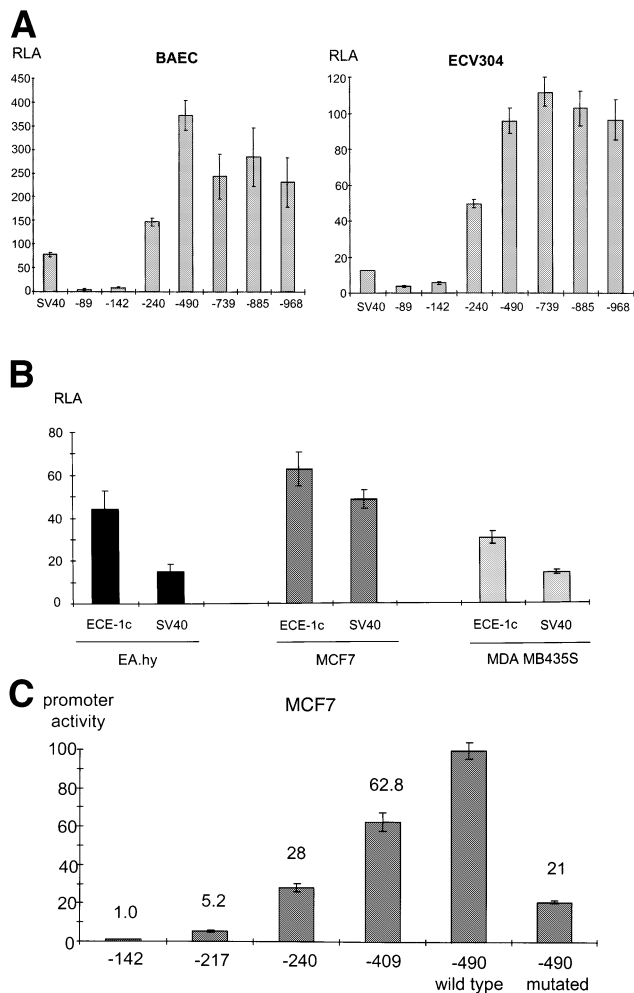 A
RLA
BAEC
450
400
350
300
250
200
150
100
50
0
SV40 -89 -142 -240 -490 -739 -885 -968
RLA
ECV304
120
100
80
60
40
20
0
SV40 -89 -142 -240 -490 -739 -885 -968
B
RLA
80
60
40
20
0
ECE-1c SV40 ECE-1c SV40 ECE-1c SV40
EA.hy MCF7 MDA MB435S
C
promoter
activity
MCF7
100
80
60
40
20
0
1.0 5.2 28 62.8 21
-142 -217 -240 -409 -490 -490
wild type mutated